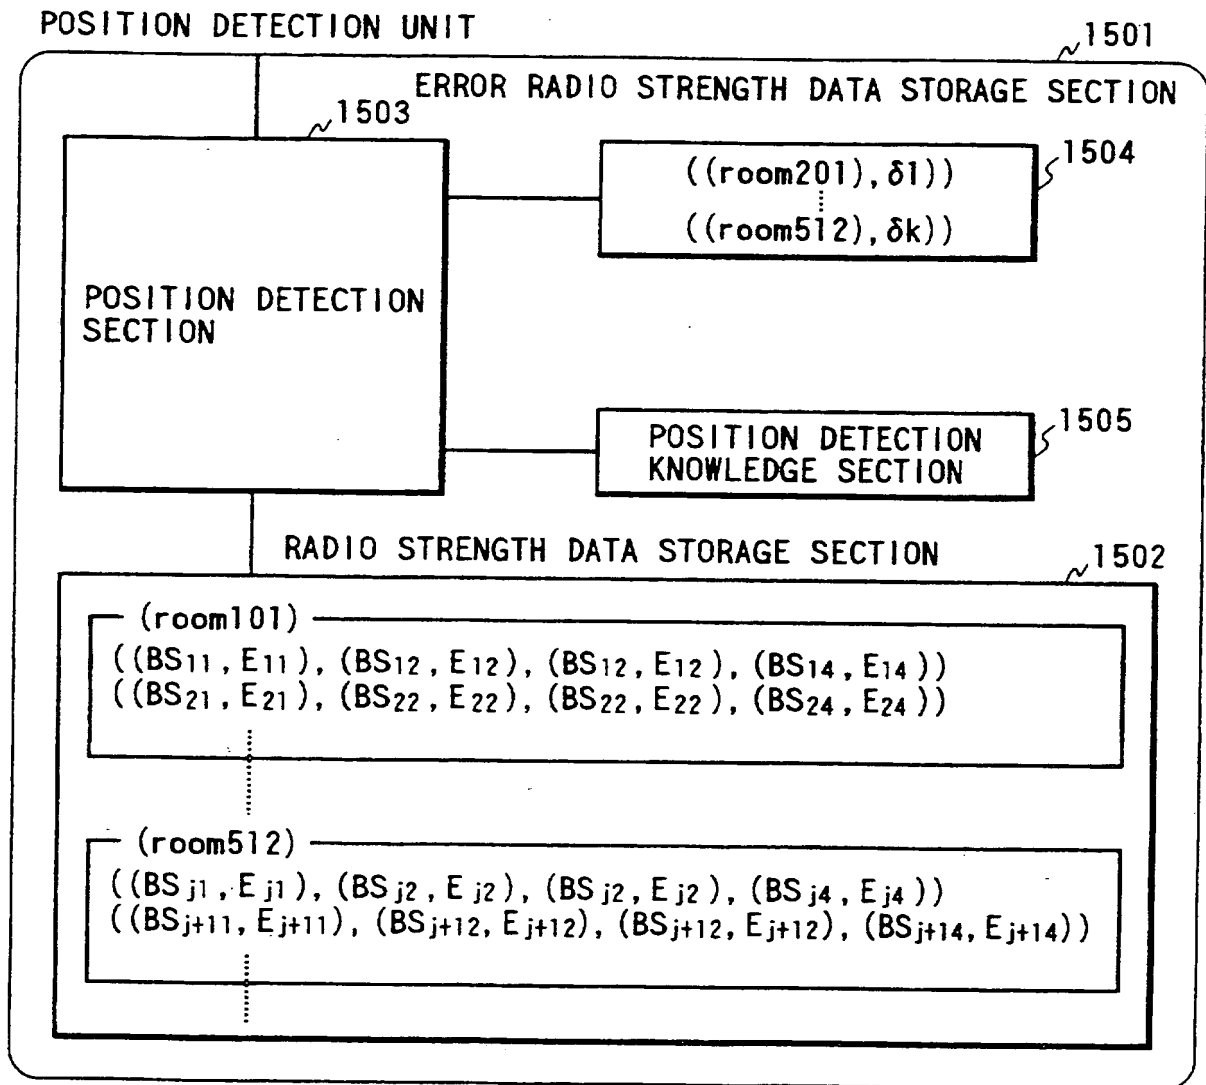 POSITION DETECTION UNIT
1501
ERROR RADIO STRENGTH DATA STORAGE SECTION
1503
1504
((room201),δ1))
((room512),δk))
POSITION DETECTION
SECTION
1505
POSITION DETECTION
KNOWLEDGE SECTION
RADIO STRENGTH DATA STORAGE SECTION
1502
(room101)
((BS11,E11),(BS12,E12),(BS12,E12),(BS14,E14))
((BS21,E21),(BS22,E22),(BS22,E22),(BS24,E24))
(room512)
((BSj1,Ej1),(BSj2,Ej2),(BSj2,Ej2),(BSj4,Ej4))
((BSj+11,Ej+11),(BSj+12,Ej+12),(BSj+12,Ej+12),(BSj+14,Ej+14))